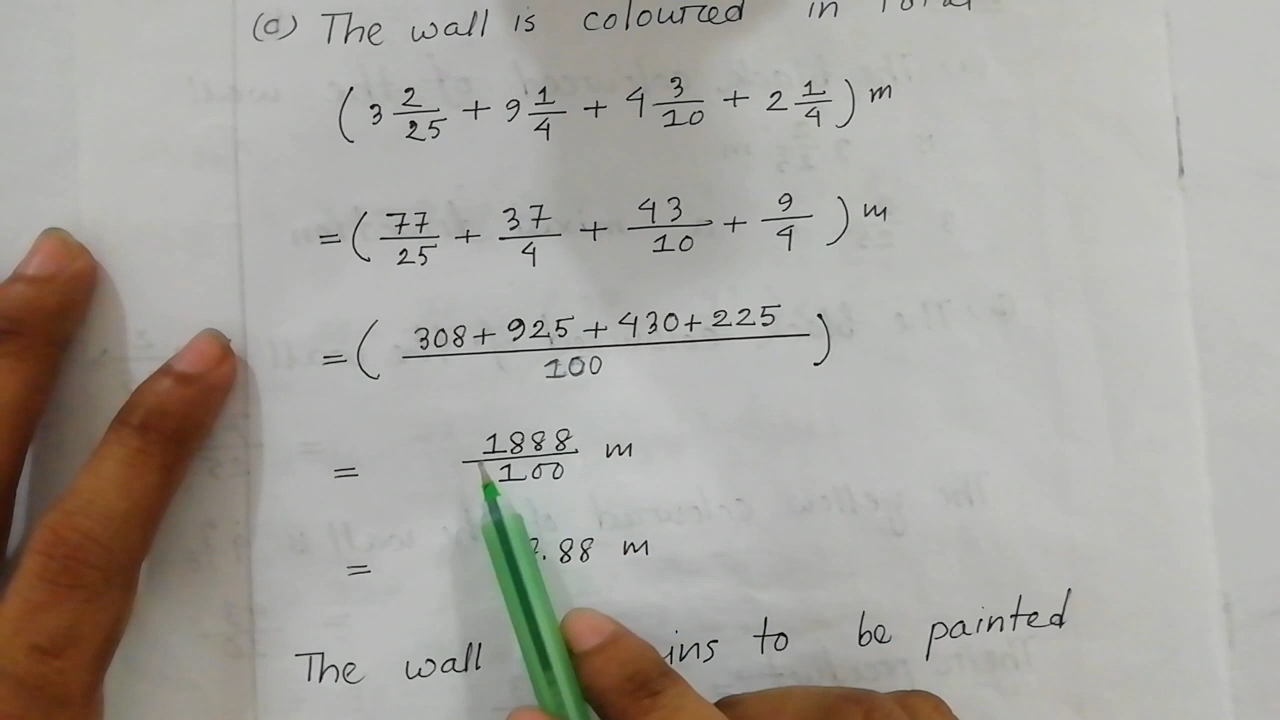 (c) The wall is coloured in Total
(3 2/25 + 9 1/4 + 4 3/10 + 2 1/4) m
= (77/25 + 37/4 + 43/10 + 9/4) m
= (308 + 925 + 430 + 225 / 100)
= 1888/100 m
= .88 m
The wall to be painted